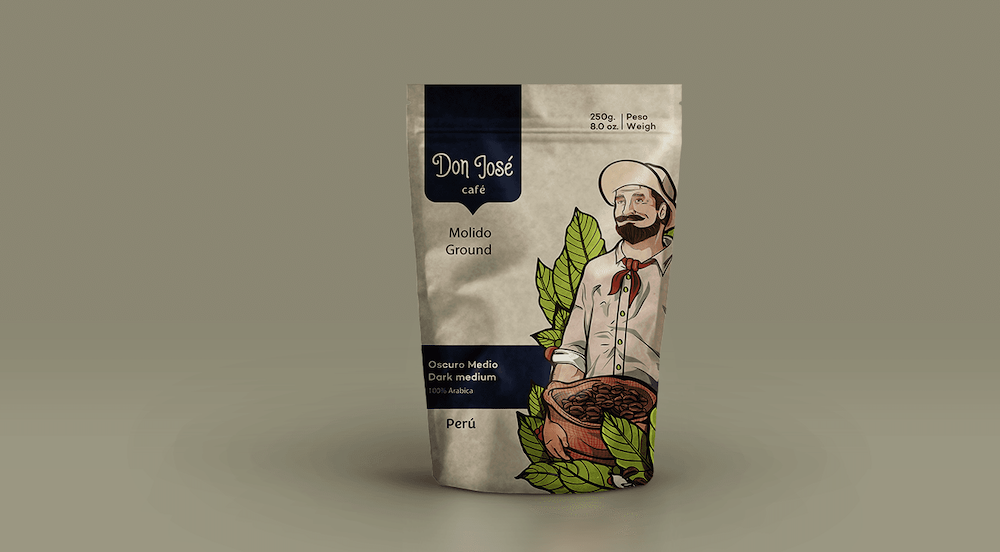 250g. | Peso
8.0 oz. | Weigh
Don José
café
Molido
Ground
Oscuro Medio
Dark medium
100% Arabica
Perú